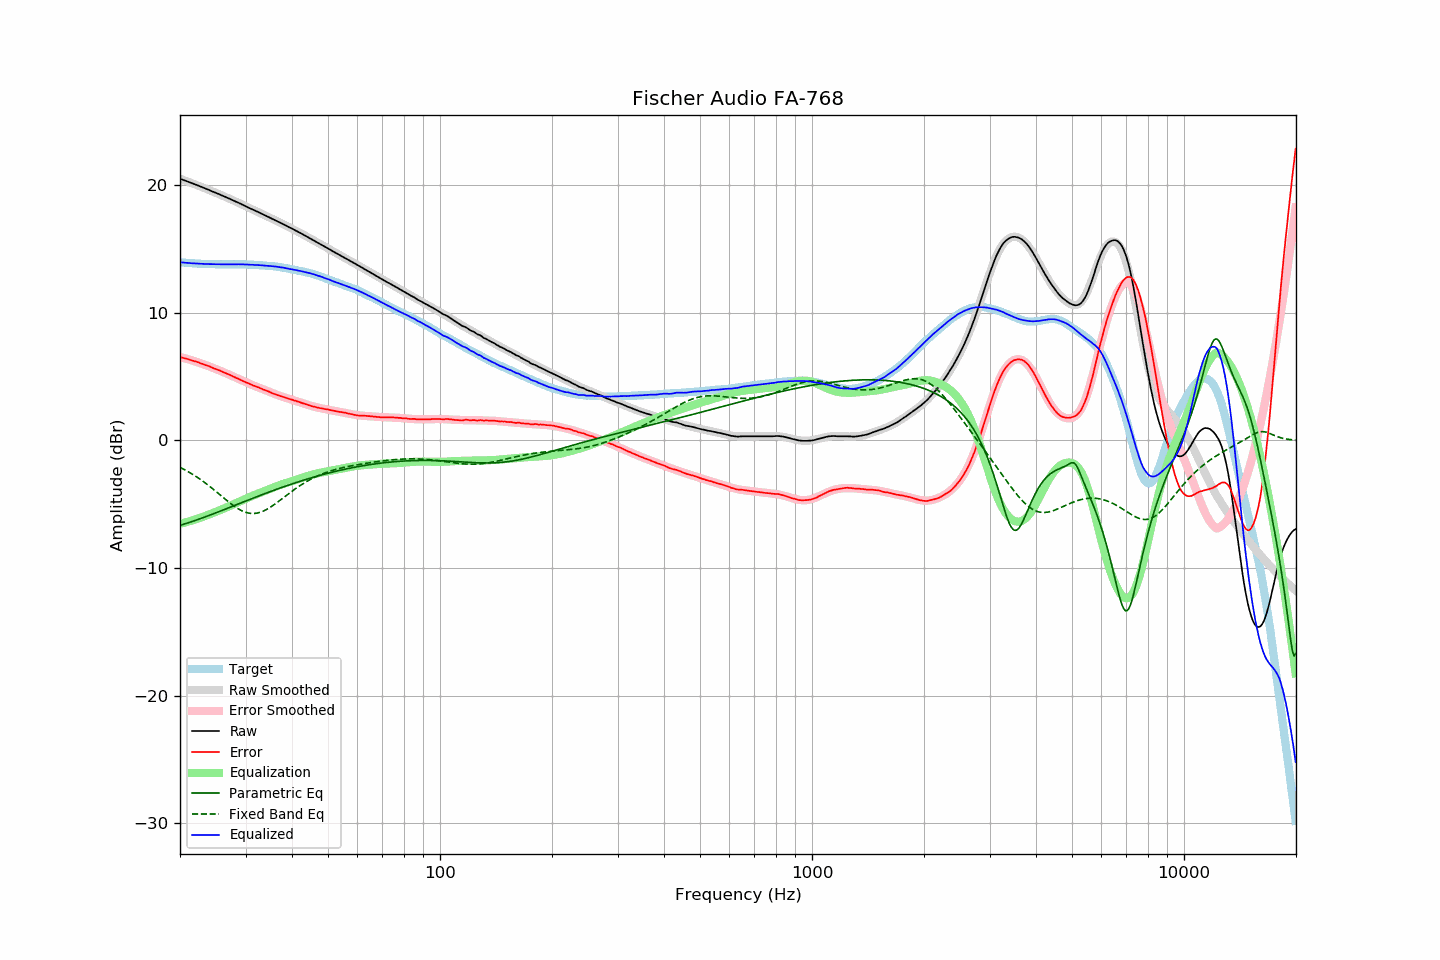 Fischer Audio FA-768
Amplitude (dBr)
20
10
0
−10
−20
−30
Target
Raw Smoothed
Error Smoothed
Raw
Error
Equalization
Parametric Eq
Fixed Band Eq
Equalized
100
1000
10000
Frequency (Hz)